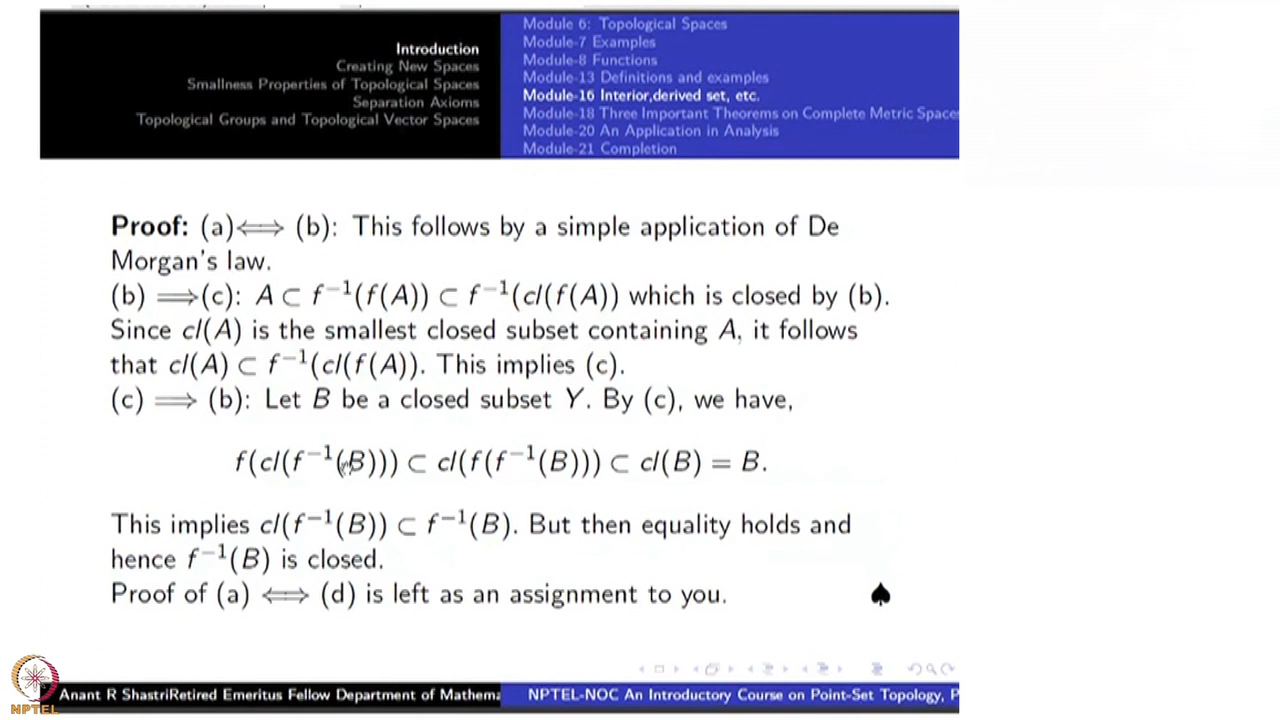 Introduction
Creating New Spaces
Smallness Properties of Topological Spaces
Separation Axioms
Topological Groups and Topological Vector Spaces
Module 6: Topological Spaces
Module-7 Examples
Module-8 Functions
Module-13 Definitions and examples
Module-16 Interior,derived set, etc.
Module-18 Three Important Theorems on Complete Metric Space
Module-20 An Application in Analysis
Module-21 Completion
Proof: (a)⟺ (b): This follows by a simple application of De
Morgan's law.
(b) ⟹(c): A ⊂ f⁻¹(f(A)) ⊂ f⁻¹(cl(f(A)) which is closed by (b).
Since cl(A) is the smallest closed subset containing A, it follows
that cl(A) ⊂ f⁻¹(cl(f(A)). This implies (c).
(c) ⟹ (b): Let B be a closed subset Y. By (c), we have,
f(cl(f⁻¹(B))) ⊂ cl(f(f⁻¹(B))) ⊂ cl(B) = B.
This implies cl(f⁻¹(B)) ⊂ f⁻¹(B). But then equality holds and
hence f⁻¹(B) is closed.
Proof of (a) ⟺ (d) is left as an assignment to you. ♠
NPTEL
Anant R ShastriRetired Emeritus Fellow Department of Mathema
NPTEL-NOC An Introductory Course on Point-Set Topology, P